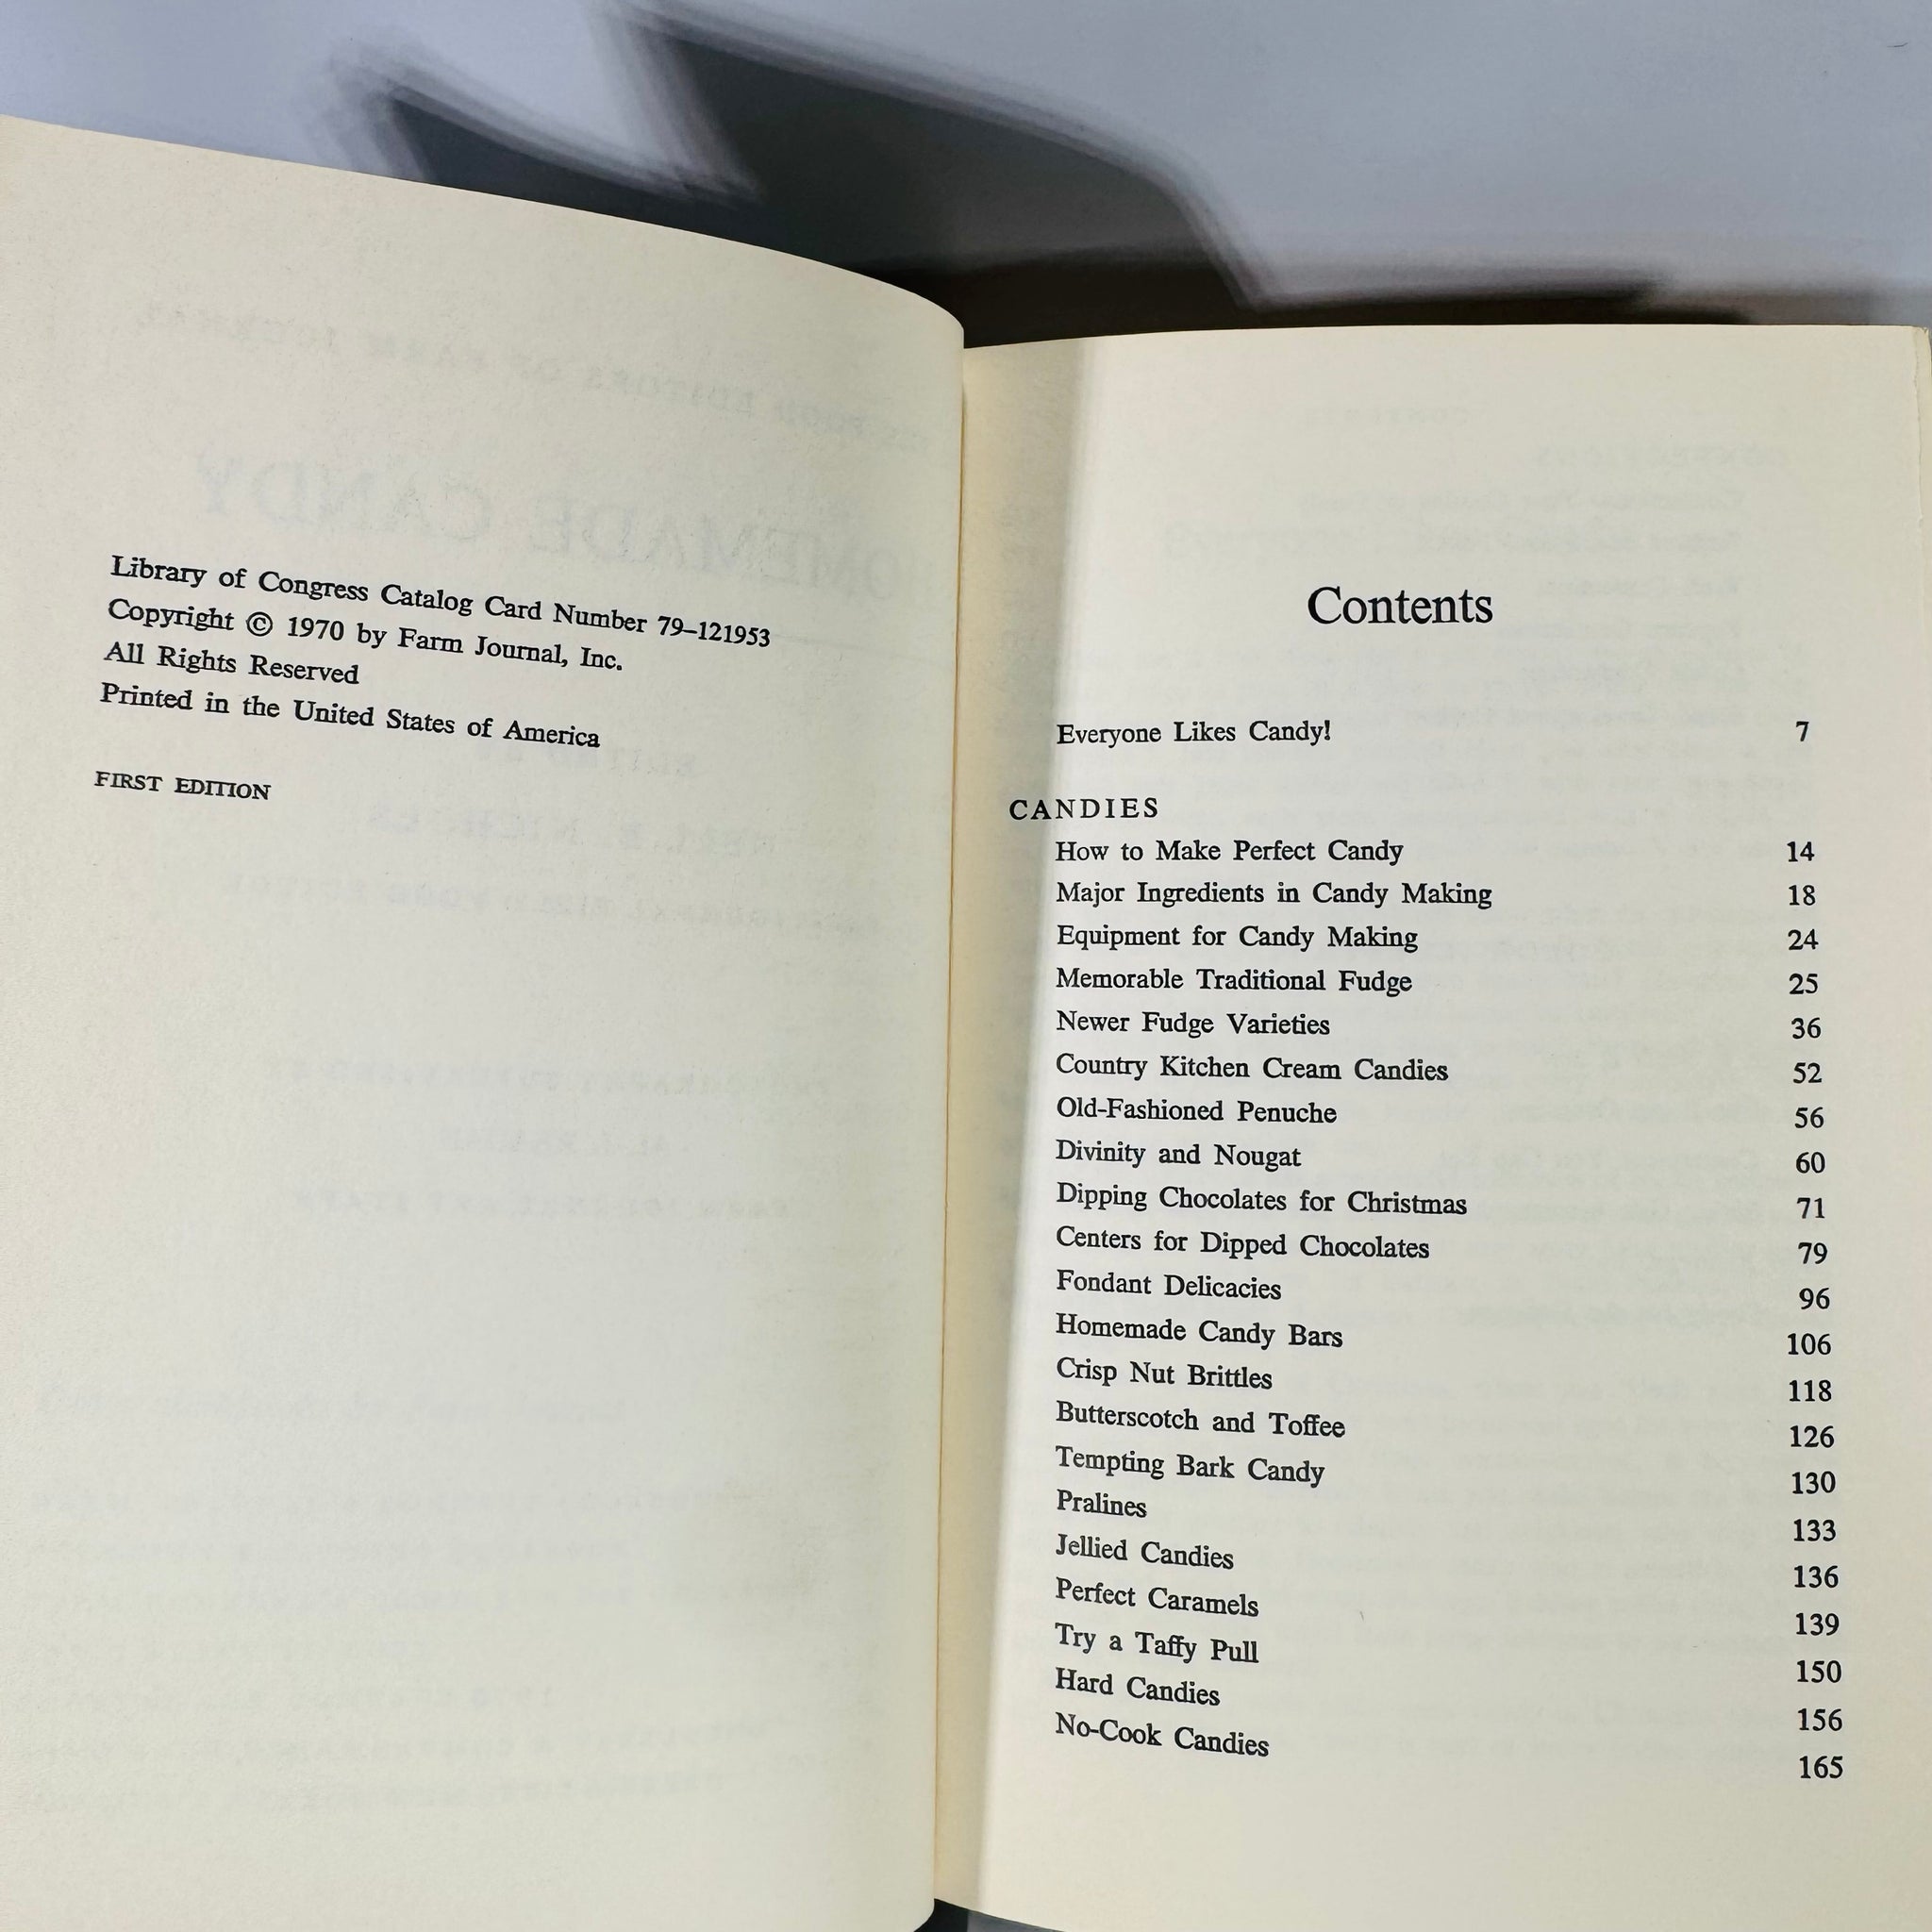 Library of Congress Catalog Card Number 79–121953
Copyright © 1970 by Farm Journal, Inc.
All Rights Reserved
Printed in the United States of America
FIRST EDITION
Contents
Everyone Likes Candy! 7
CANDIES
How to Make Perfect Candy 14
Major Ingredients in Candy Making 18
Equipment for Candy Making 24
Memorable Traditional Fudge 25
Newer Fudge Varieties 36
Country Kitchen Cream Candies 52
Old-Fashioned Penuche 56
Divinity and Nougat 60
Dipping Chocolates for Christmas 71
Centers for Dipped Chocolates 79
Fondant Delicacies 96
Homemade Candy Bars 106
Crisp Nut Brittles 118
Butterscotch and Toffee 126
Tempting Bark Candy 130
Pralines 133
Jellied Candies 136
Perfect Caramels 139
Try a Taffy Pull 150
Hard Candies 156
No-Cook Candies 165